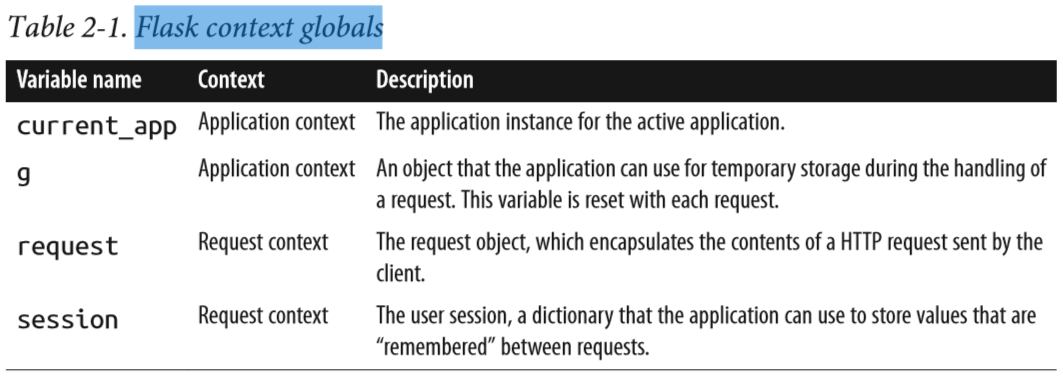 Table 2-1. Flask context globals
Variable name Context Description
current_app Application context The application instance for the active application.
g Application context An object that the application can use for temporary storage during the handling of
a request. This variable is reset with each request.
request Request context The request object, which encapsulates the contents of a HTTP request sent by the
client.
session Request context The user session, a dictionary that the application can use to store values that are
“remembered” between requests.